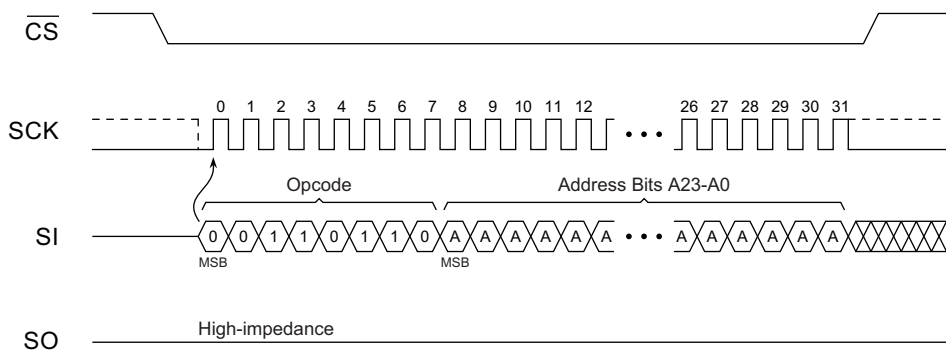 CS
0 1 2 3 4 5 6 7 8 9 10 11 12 26 27 28 29 30 31
SCK
Opcode Address Bits A23-A0
SI 0 0 1 1 0 1 1 0 A A A A A A A A A A A A
MSB MSB
High-impedance
SO